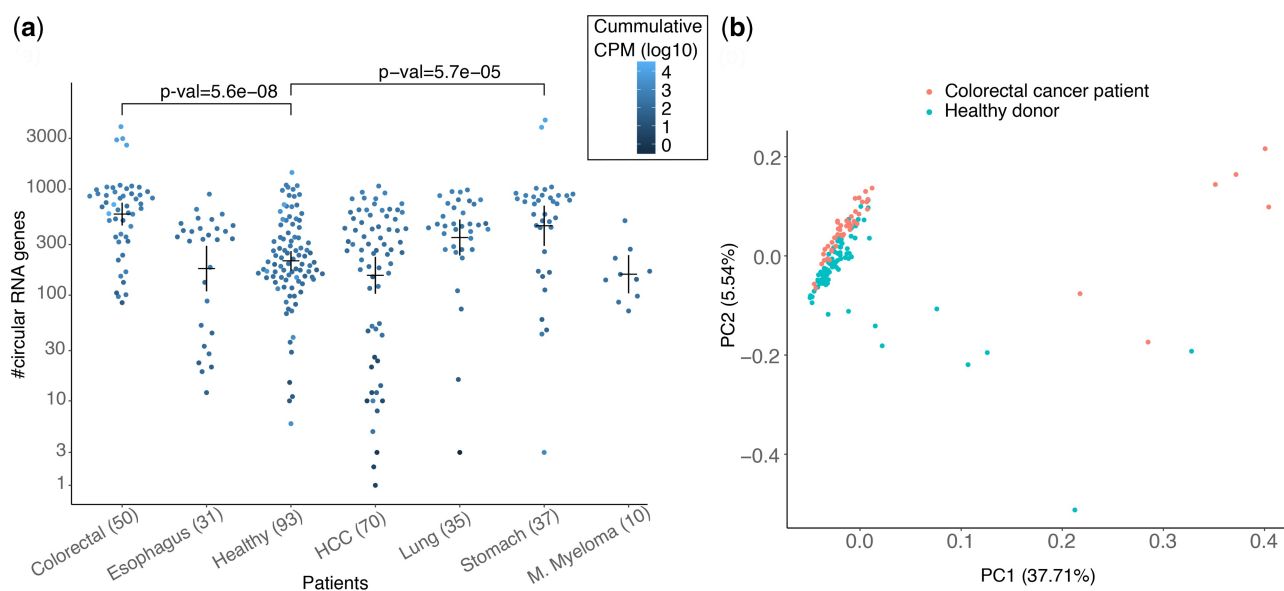 (a)
Cummulative
CPM (log10)
4
3
2
1
0
p−val=5.7e−05
p−val=5.6e−08
#circular RNA genes
3000
1000
300
100
30
10
3
1
Colorectal (50)
Esophagus (31)
Healthy (93)
HCC (70)
Lung (35)
Stomach (37)
M. Myeloma (10)
Patients
(b)
Colorectal cancer patient
Healthy donor
PC2 (5.54%)
0.2
0.0
−0.2
−0.4
0.0
0.1
0.2
0.3
0.4
PC1 (37.71%)